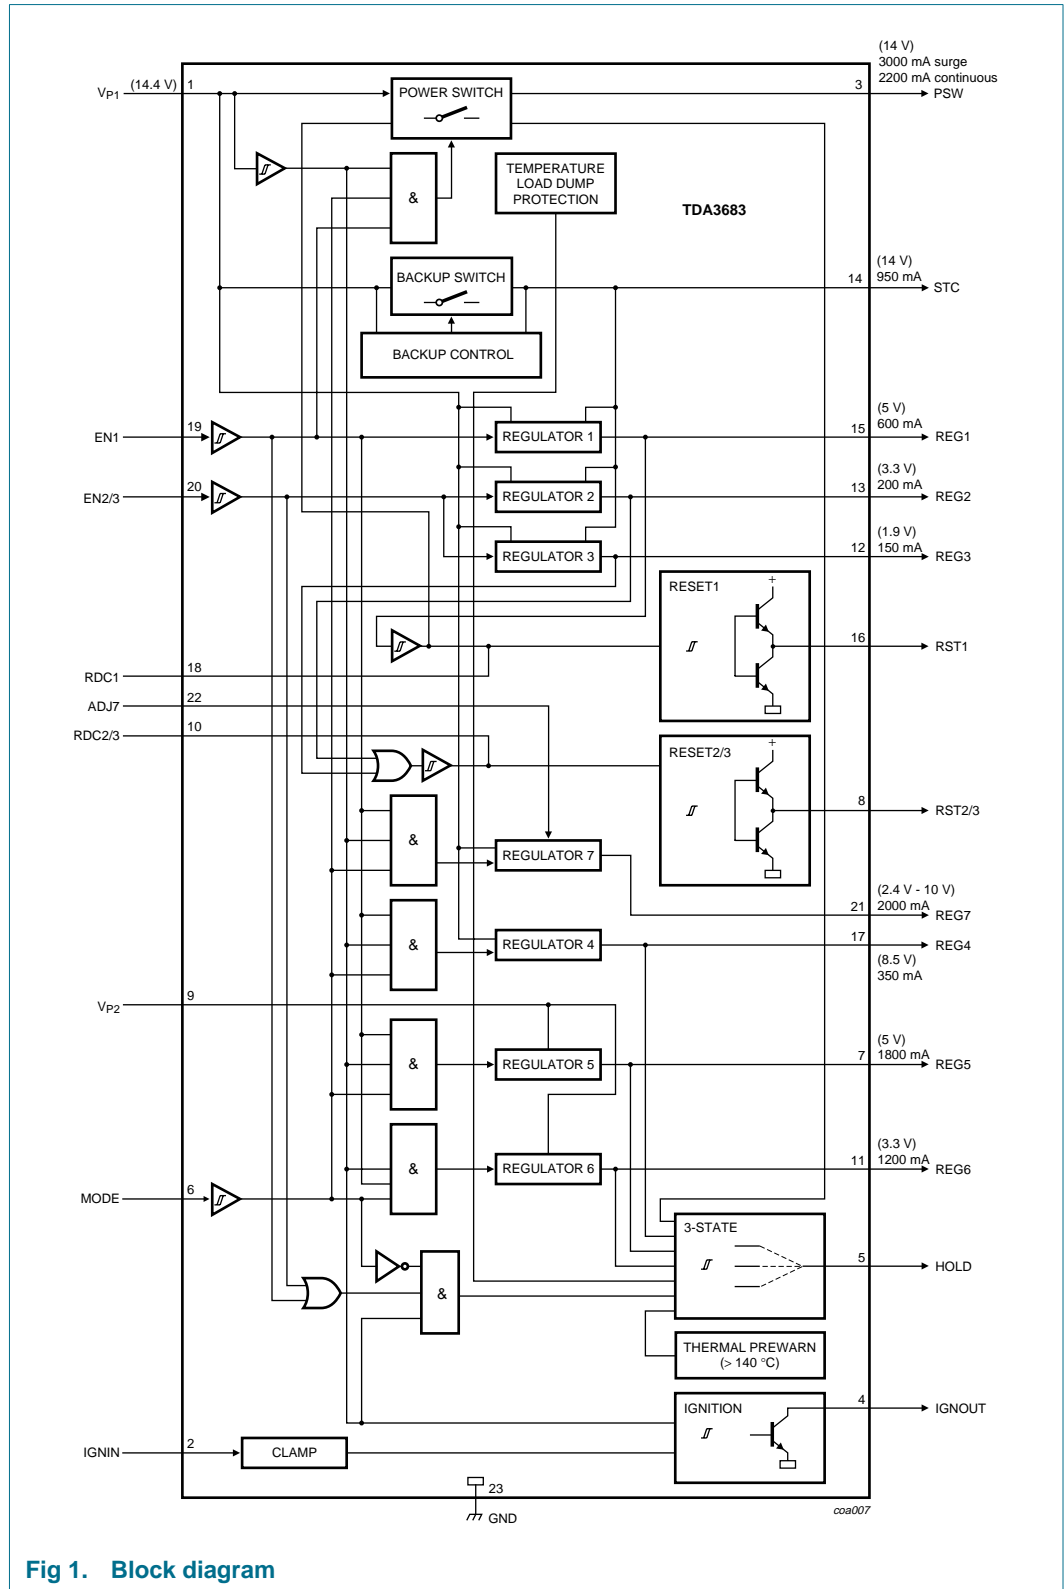 (14 V)
3000 mA surge
2200 mA continuous
VP1
(14.4 V)
1
POWER SWITCH
3
PSW
&
TEMPERATURE
LOAD DUMP
PROTECTION
TDA3683
BACKUP SWITCH
(14 V)
14
950 mA
STC
BACKUP CONTROL
EN1
19
REGULATOR 1
(5 V)
15
600 mA
REG1
EN2/3
20
REGULATOR 2
(3.3 V)
13
200 mA
REG2
REGULATOR 3
(1.9 V)
12
150 mA
REG3
RESET1
+
16
RST1
RDC1
18
ADJ7
22
RDC2/3
10
RESET2/3
+
8
RST2/3
&
REGULATOR 7
(2.4 V - 10 V)
21
2000 mA
REG7
&
REGULATOR 4
17
REG4
(8.5 V)
350 mA
VP2
9
&
REGULATOR 5
(5 V)
7
1800 mA
REG5
&
REGULATOR 6
(3.3 V)
11
1200 mA
REG6
MODE
6
3-STATE
5
HOLD
&
THERMAL PREWARN
(> 140 °C)
IGNITION
4
IGNOUT
IGNIN
2
CLAMP
23
GND
coa007
Fig 1. Block diagram